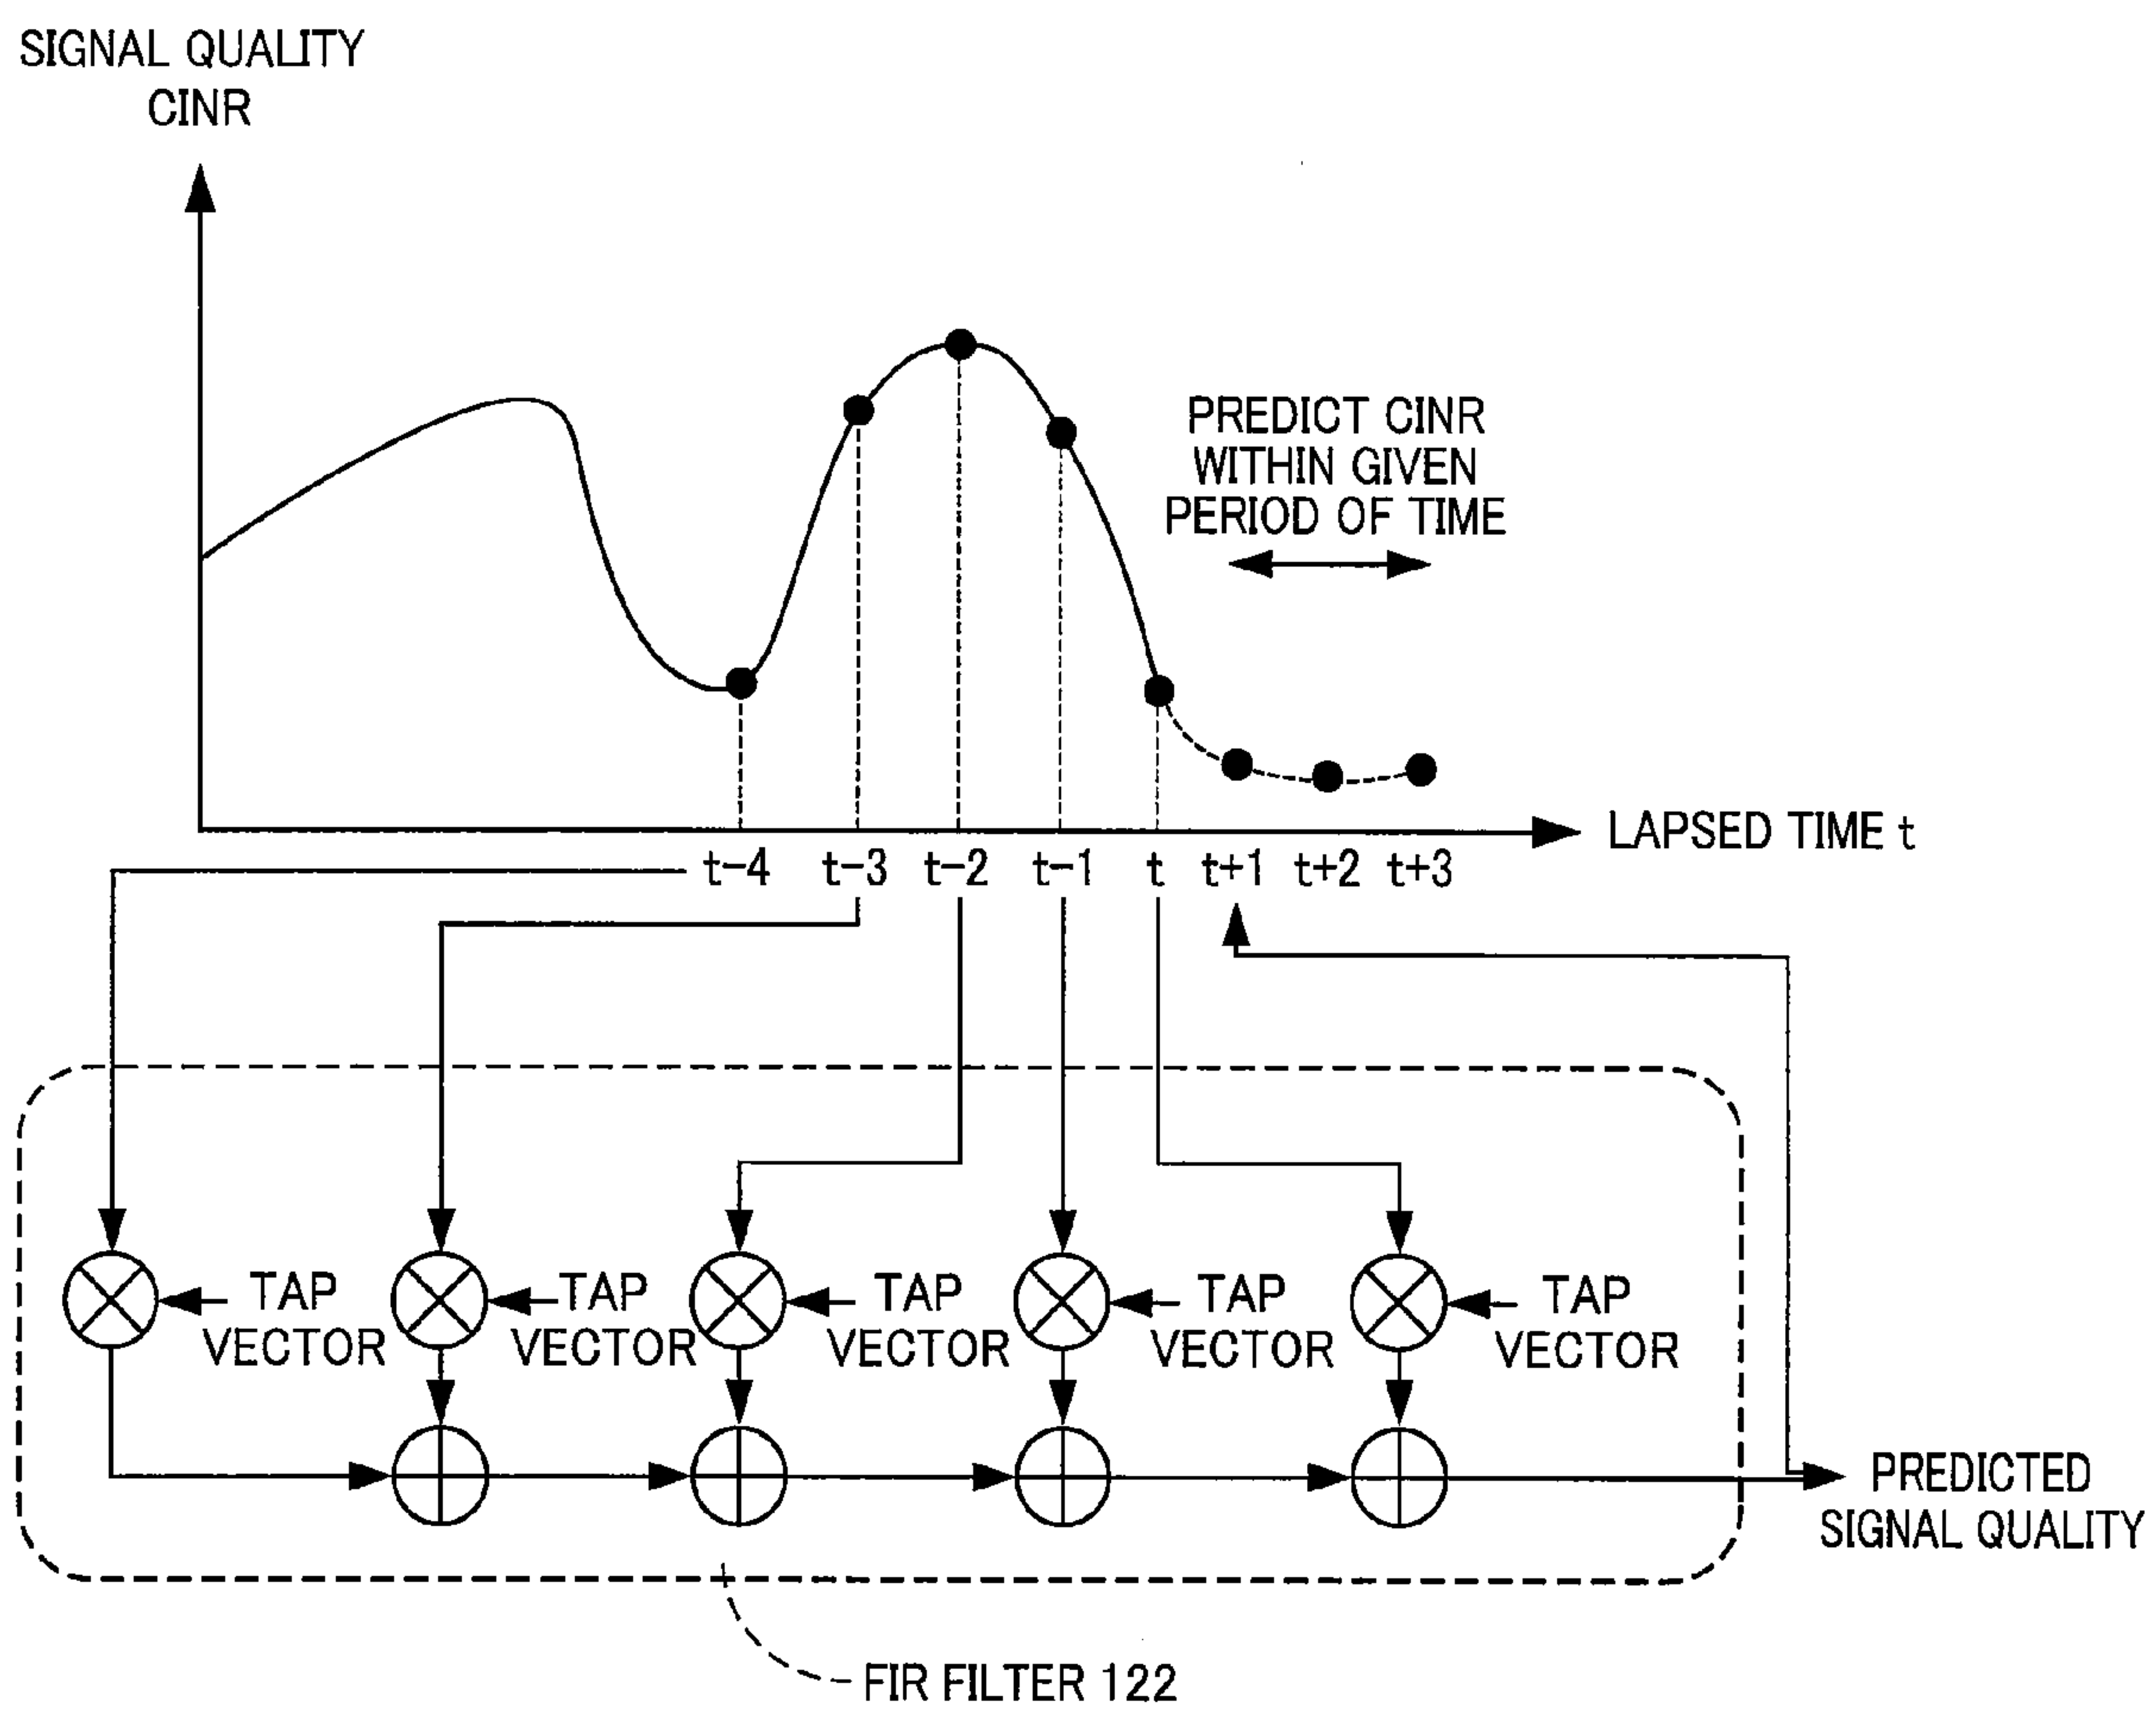 SIGNAL QUALITY
CINR
PREDICT CINR
WITHIN GIVEN
PERIOD OF TIME
LAPSED TIME t
t-4 t-3 t-2 t-1 t t+1 t+2 t+3
TAP TAP TAP TAP TAP
VECTOR VECTOR VECTOR VECTOR VECTOR
PREDICTED
SIGNAL QUALITY
FIR FILTER 122